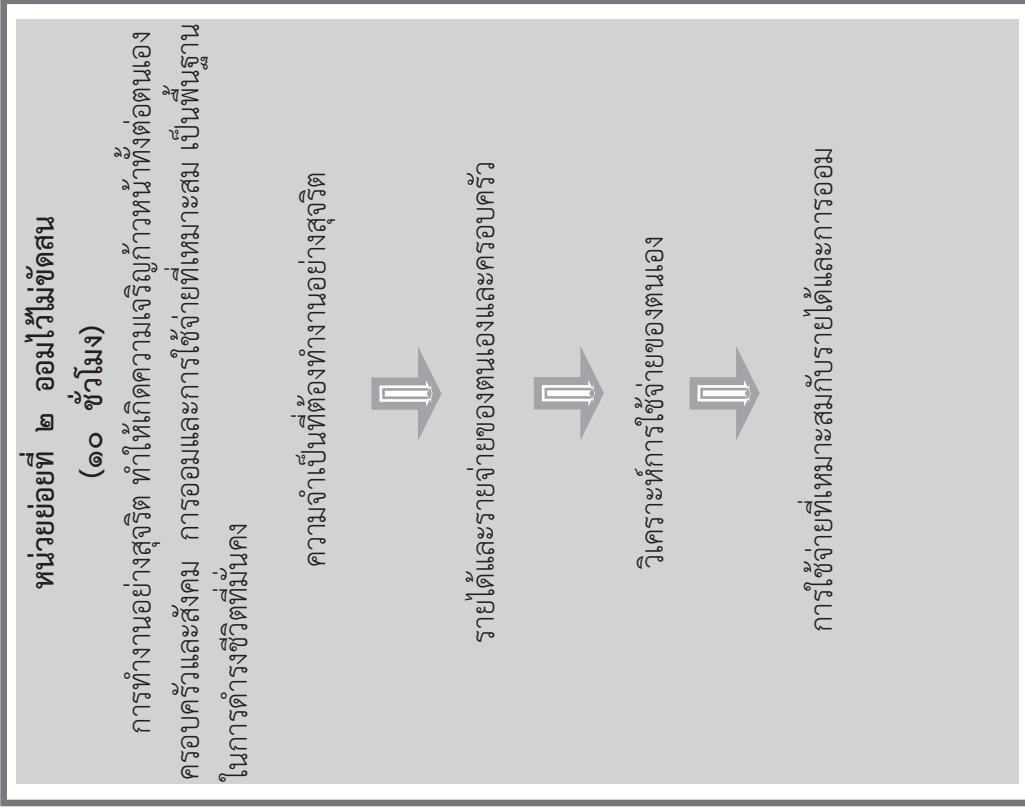 หน่วยย่อยที่ ๒ ออมไว้ไม่ขัดสน
(๑๐ ชั่วโมง)
การทำงานอย่างสุจริต ทำให้เกิดความเจริญก้าวหน้าทั้งต่อตนเอง
ครอบครัวและสังคม การออมและการใช้จ่ายที่เหมาะสม เป็นพื้นฐาน
ในการดำรงชีวิตที่มั่นคง
ความจำเป็นที่ต้องทำงานอย่างสุจริต
รายได้และรายจ่ายของตนเองและครอบครัว
วิเคราะห์การใช้จ่ายของตนเอง
การใช้จ่ายที่เหมาะสมกับรายได้และการออม